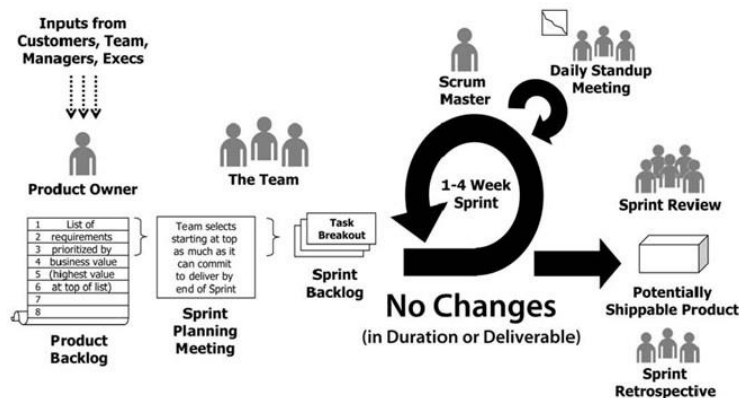 Inputs from
Customers, Team,
Managers, Execs
Product Owner
The Team
Scrum
Master
Daily Standup
Meeting
1-4 Week
Sprint
1 List of
2 requirements
3 prioritized by
4 business value
5 (highest value
6 at top of list)
7
8
Product
Backlog
Team selects
starting at top
as much as it
can commit
to deliver by
end of Sprint
Sprint
Planning
Meeting
Task
Breakout
Sprint
Backlog
No Changes
(in Duration or Deliverable)
Sprint Review
Potentially
Shippable Product
Sprint
Retrospective